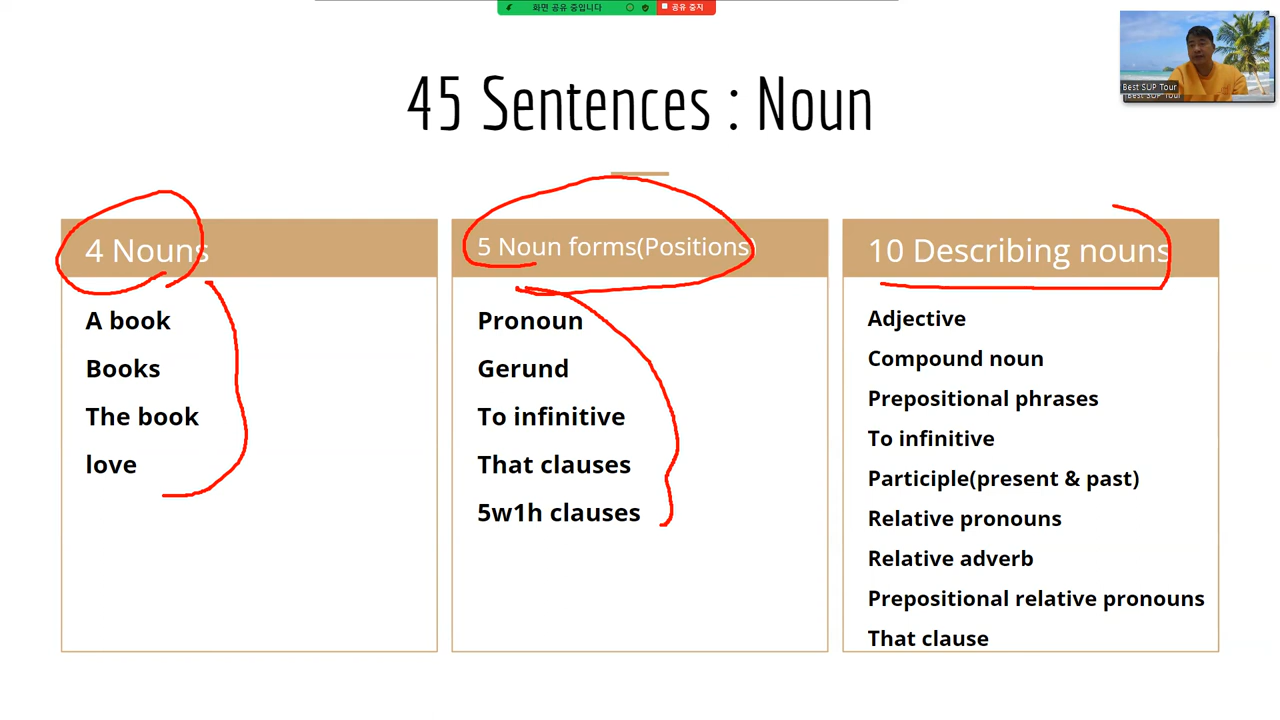 화면 공유 중입니다
공유 중지
Best SUP Tour
Best SUP Tour
45 Sentences : Noun
4 Nouns
A book
Books
The book
love
5 Noun forms(Positions)
Pronoun
Gerund
To infinitive
That clauses
5w1h clauses
10 Describing nouns
Adjective
Compound noun
Prepositional phrases
To infinitive
Participle(present & past)
Relative pronouns
Relative adverb
Prepositional relative pronouns
That clause